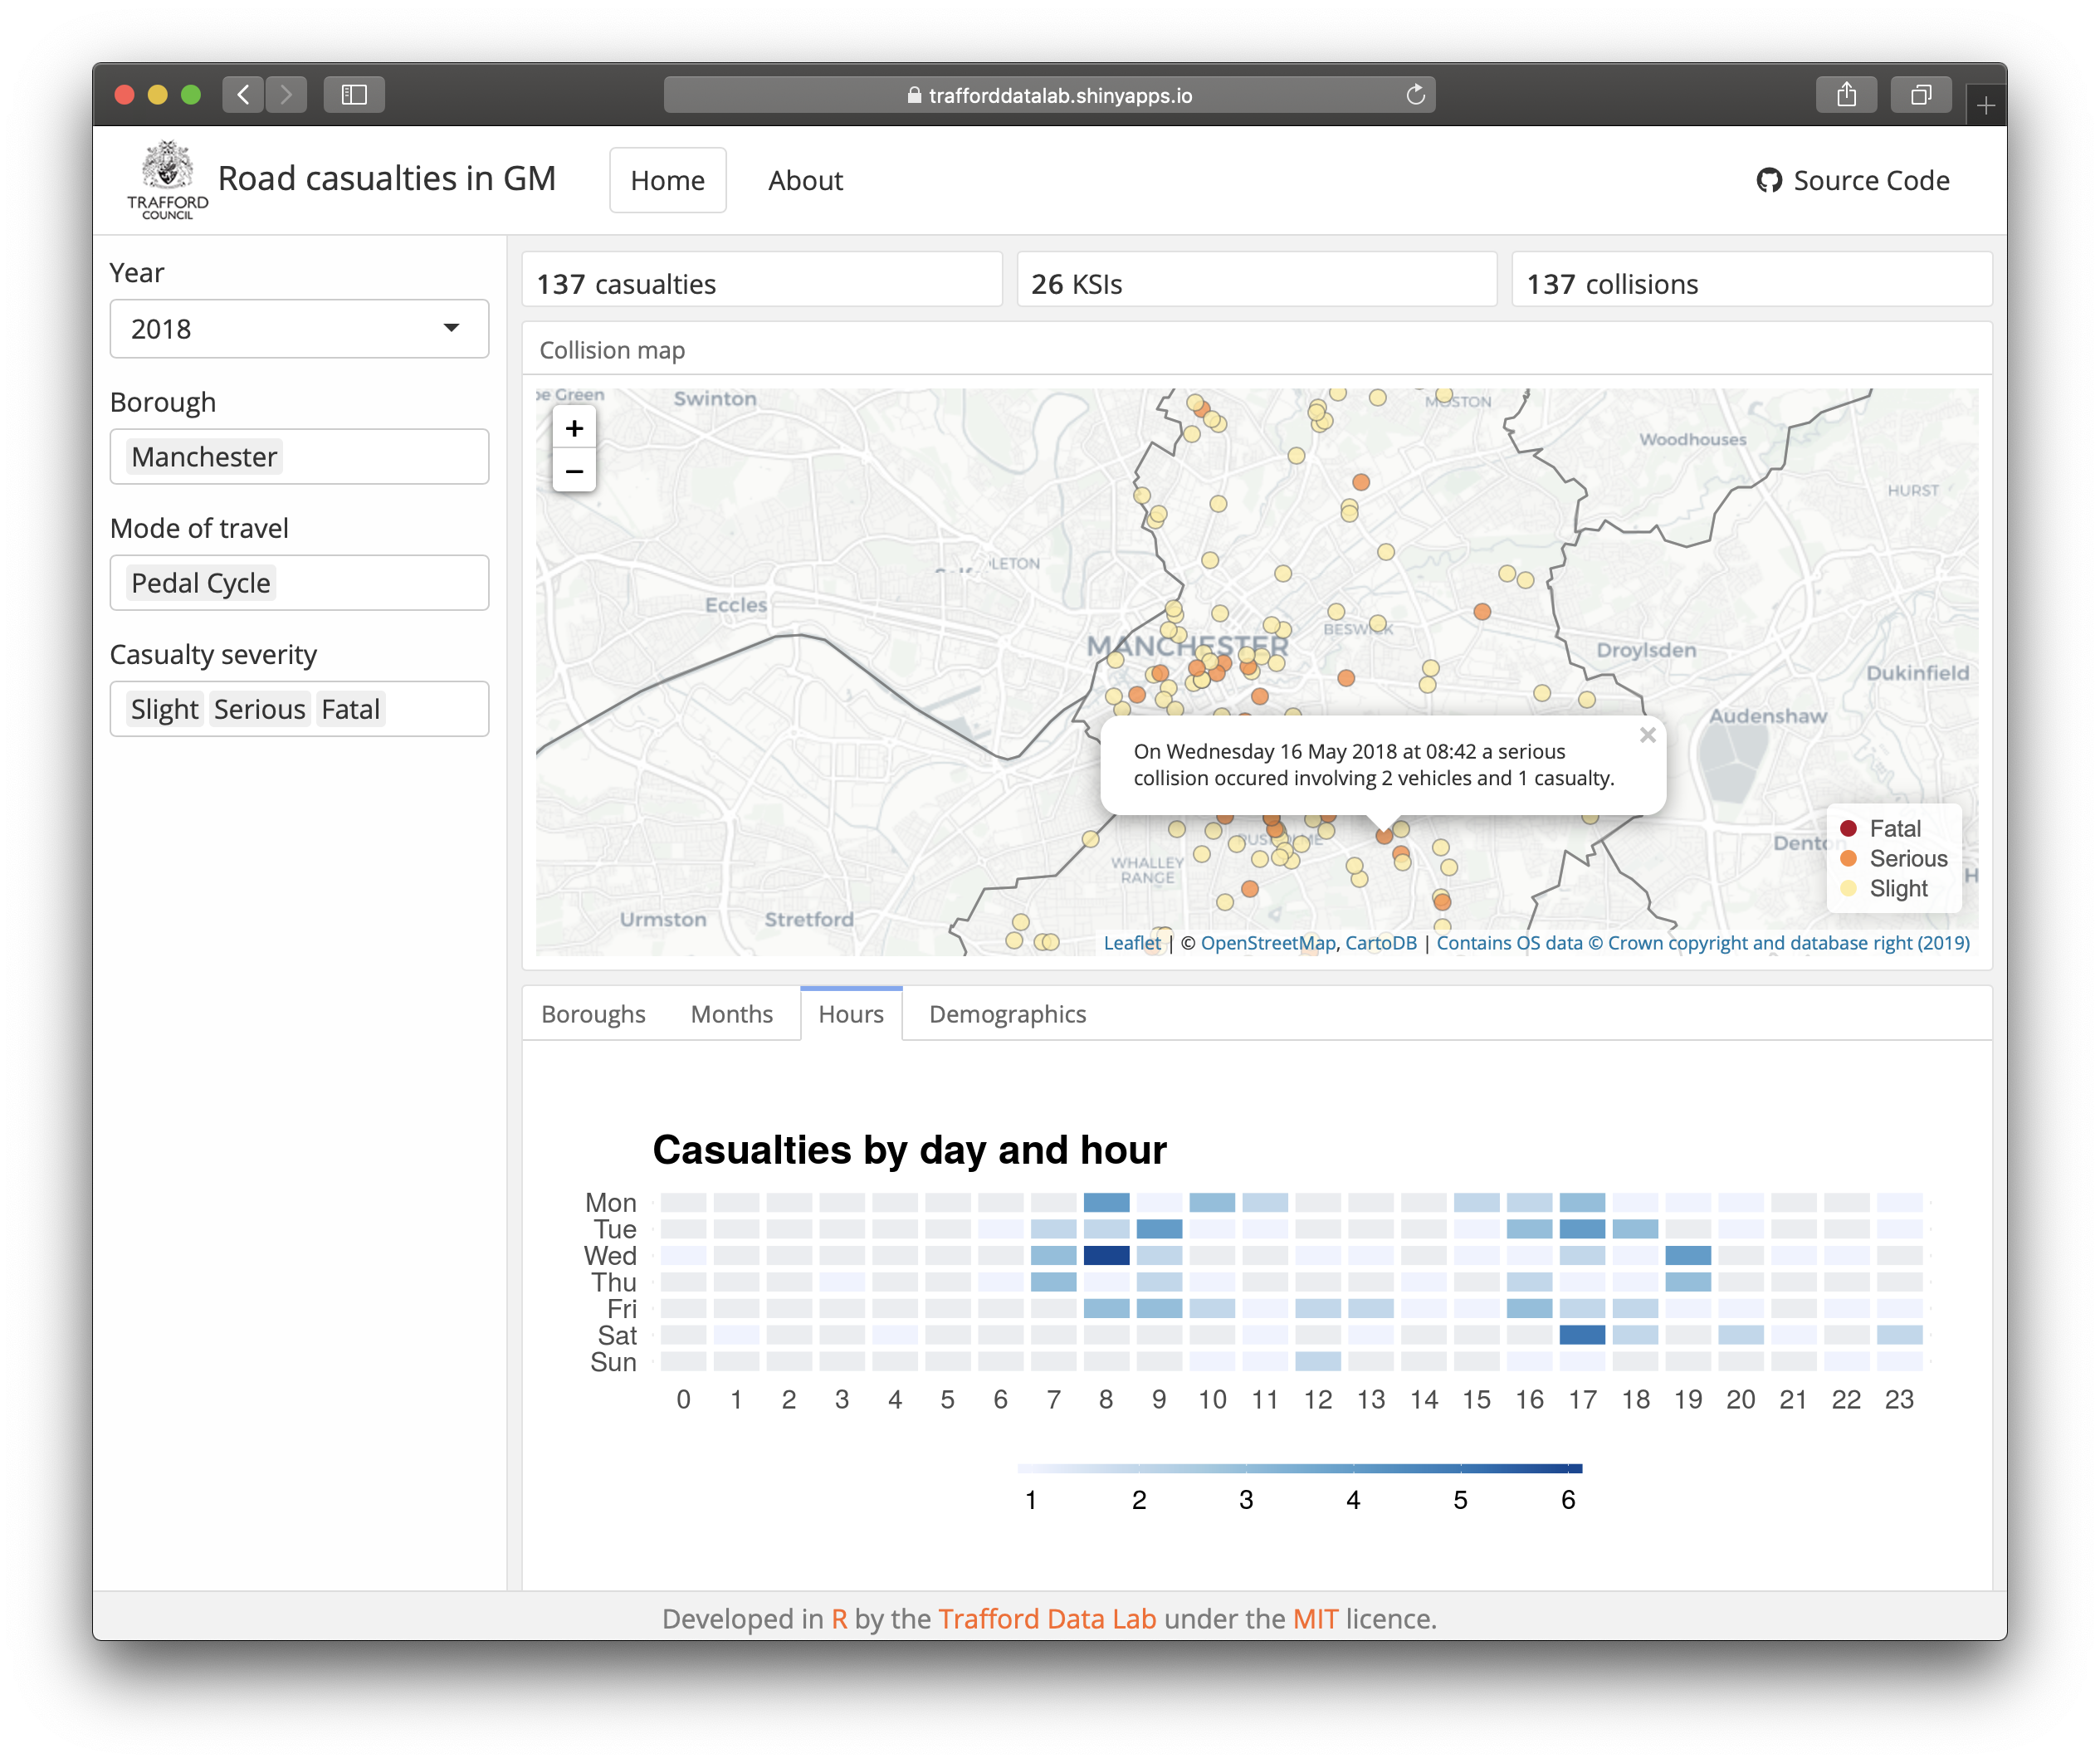 trafforddatalab.shinyapps.io
TRAFFORD
COUNCIL
Road casualties in GM
Home
About
Source Code
Year
2018
Borough
Manchester
Mode of travel
Pedal Cycle
Casualty severity
Slight Serious Fatal
137 casualties
26 KSIs
137 collisions
Collision map
+
−
Green
Swinton
MOSTON
Woodhouses
HURST
Eccles
MANCHESTER
BESWICK
Droylsden
Dukinfield
Audenshaw
On Wednesday 16 May 2018 at 08:42 a serious
collision occured involving 2 vehicles and 1 casualty.
WHALLEY
RANGE
Urmston
Stretford
Fatal
Serious
Slight
Leaflet | © OpenStreetMap, CartoDB | Contains OS data © Crown copyright and database right (2019)
Boroughs
Months
Hours
Demographics
Casualties by day and hour
Mon
Tue
Wed
Thu
Fri
Sat
Sun
0 1 2 3 4 5 6 7 8 9 10 11 12 13 14 15 16 17 18 19 20 21 22 23
1 2 3 4 5 6
Developed in R by the Trafford Data Lab under the MIT licence.